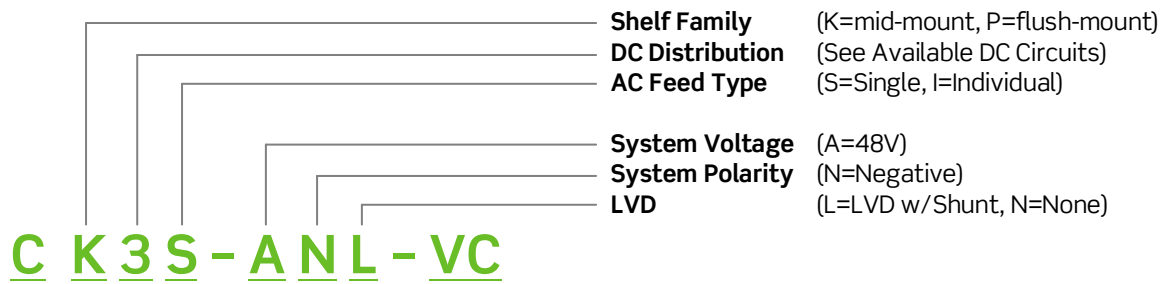 Shelf Family (K=mid-mount, P=flush-mount)
DC Distribution (See Available DC Circuits)
AC Feed Type (S=Single, I=Individual)
System Voltage (A=48V)
System Polarity (N=Negative)
LVD (L=LVD w/Shunt, N=None)
C K 3 S - A N L - VC